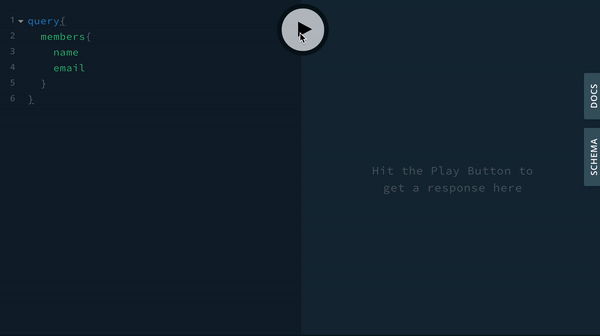 1 query{
2 members{
3 name
4 email
5 }
6 }
Hit the Play Button to
get a response here
DOCS
SCHEMA